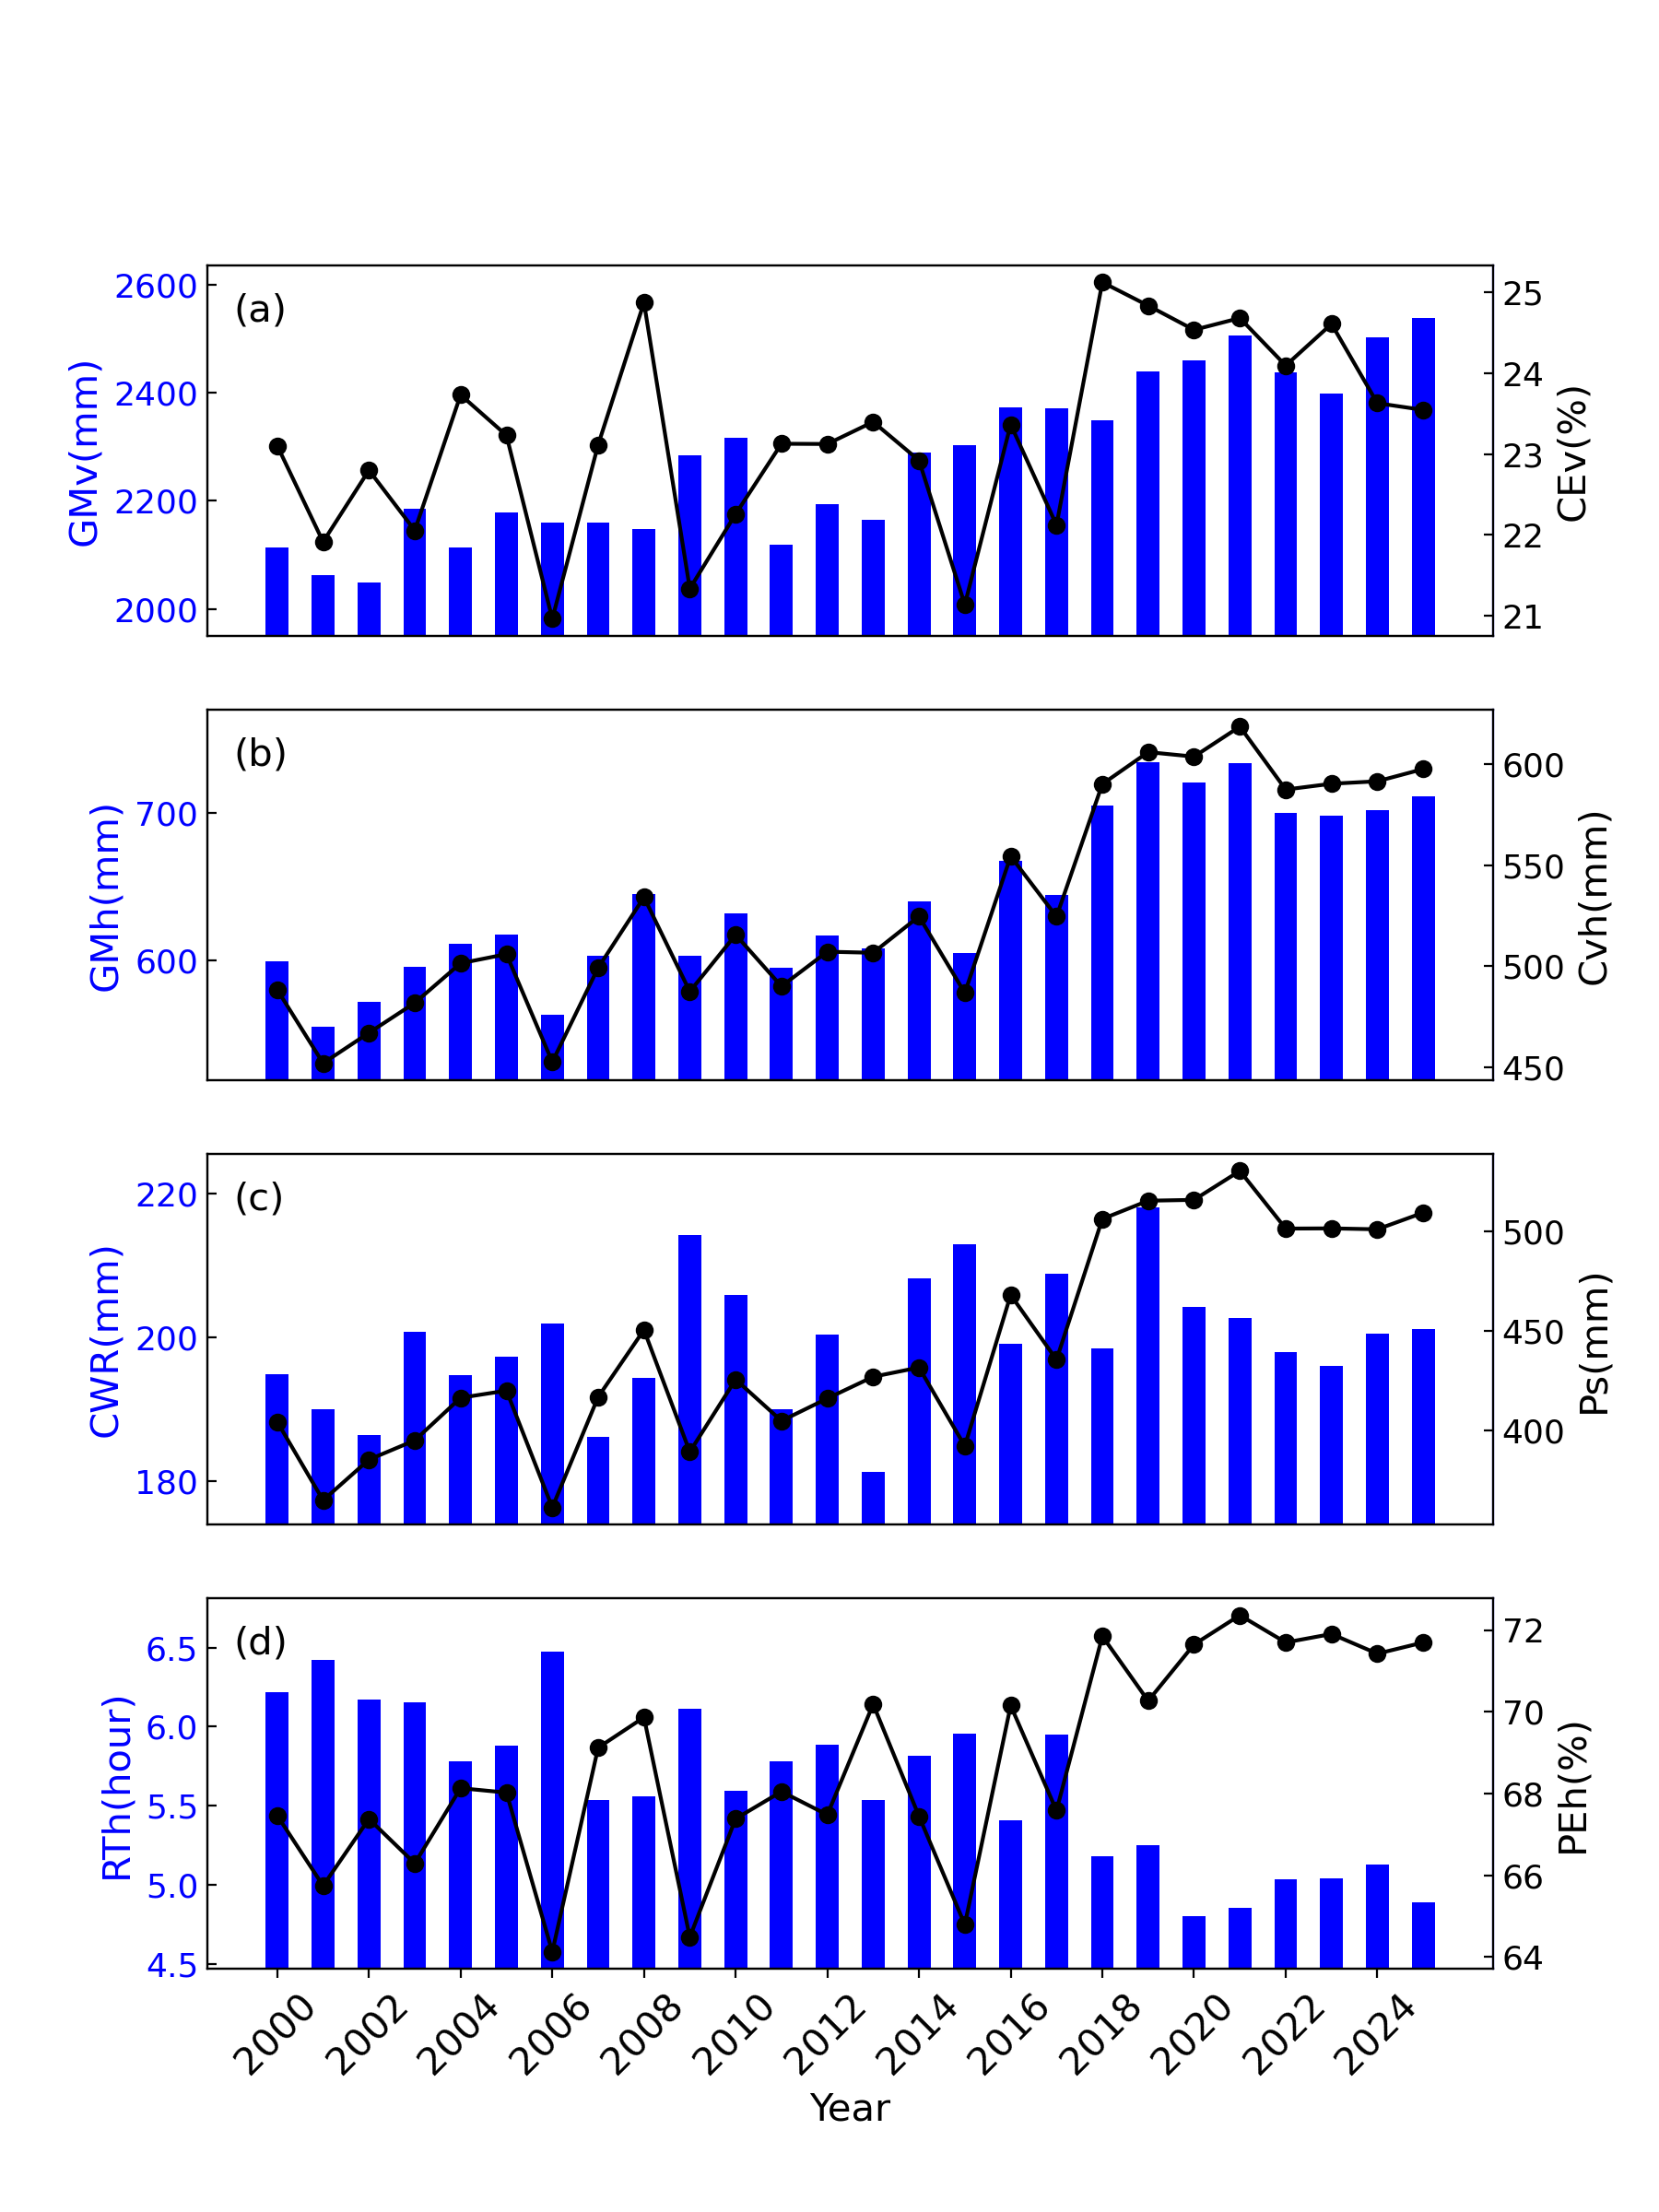 (a)
GMv(mm)
2600
2400
2200
2000
25
24
23
22
21
CEv(%)
(b)
GMh(mm)
700
600
600
550
500
450
Cvh(mm)
(c)
CWR(mm)
220
200
180
500
450
400
Ps(mm)
(d)
RTh(hour)
6.5
6.0
5.5
5.0
4.5
72
70
68
66
64
PEh(%)
2000 2002 2004 2006 2008 2010 2012 2014 2016 2018 2020 2022 2024
Year